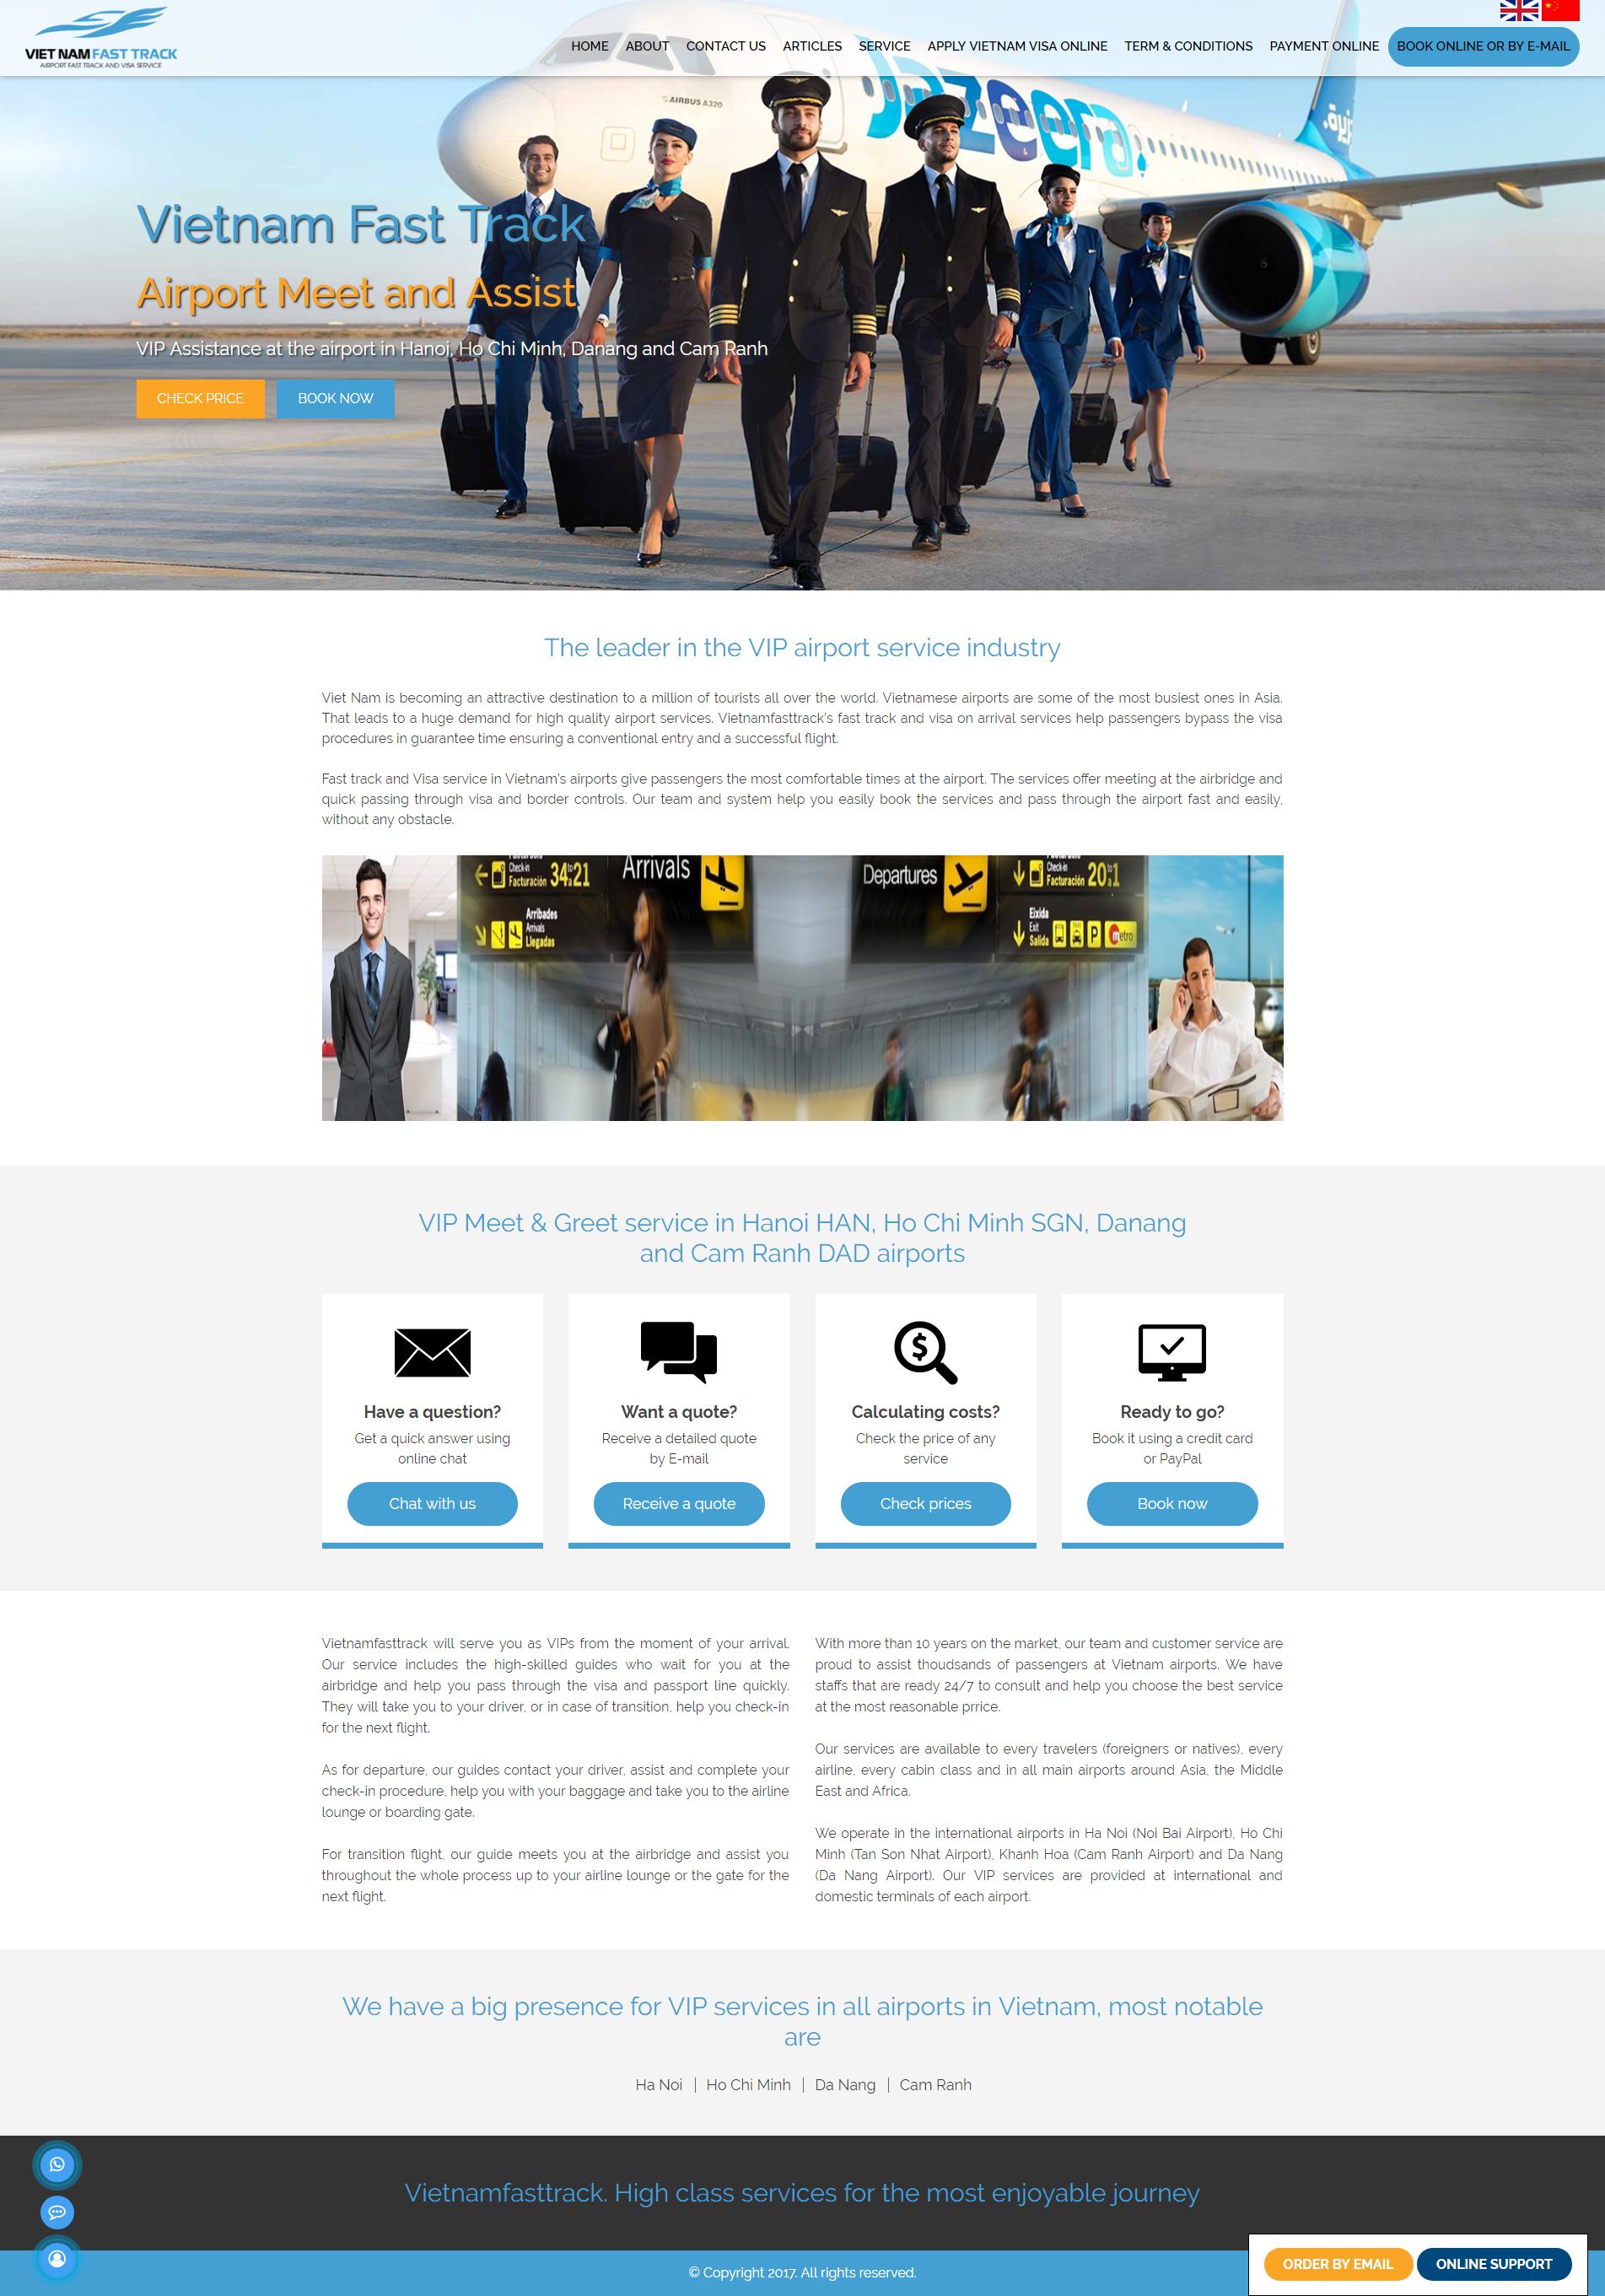 VIET NAM FAST TRACK
AIRPORT FAST TRACK AND VISA SERVICE
HOME
ABOUT
CONTACT US
ARTICLES
SERVICE
APPLY VIETNAM VISA ONLINE
TERM & CONDITIONS
PAYMENT ONLINE
BOOK ONLINE OR BY E-MAIL
AIRBUS A320
Jazeera.
Vietnam Fast Track
Airport Meet and Assist
VIP Assistance at the airport in Hanoi, Ho Chi Minh, Danang and Cam Ranh
CHECK PRICE
BOOK NOW
The leader in the VIP airport service industry
Viet Nam is becoming an attractive destination to a million of tourists all over the world. Vietnamese airports are some of the most busiest ones in Asia.
That leads to a huge demand for high quality airport services. Vietnamfasttrack's fast track and visa on arrival services help passengers bypass the visa
procedures in guarantee time ensuring a conventional entry and a successful flight.
Fast track and Visa service in Vietnam's airports give passengers the most comfortable times at the airport. The services offer meeting at the airbridge and
quick passing through visa and border controls. Our team and system help you easily book the services and pass through the airport fast and easily,
without any obstacle.
Check-in
Facturación 34a21
Arrivals
Arribades
Arrivals
Llegadas
Departures
Check-in
Facturación 20a1
Eixida
Exit
Salida
P
metro
VIP Meet & Greet service in Hanoi HAN, Ho Chi Minh SGN, Danang
and Cam Ranh DAD airports
Have a question?
Get a quick answer using
online chat
Chat with us
Want a quote?
Receive a detailed quote
by E-mail
Receive a quote
Calculating costs?
Check the price of any
service
Check prices
Ready to go?
Book it using a credit card
or PayPal
Book now
Vietnamfasttrack will serve you as VIPs from the moment of your arrival.
Our service includes the high-skilled guides who wait for you at the
airbridge and help you pass through the visa and passport line quickly.
They will take you to your driver, or in case of transition, help you check-in
for the next flight.
As for departure, our guides contact your driver, assist and complete your
check-in procedure, help you with your baggage and take you to the airline
lounge or boarding gate.
For transition flight, our guide meets you at the airbridge and assist you
throughout the whole process up to your airline lounge or the gate for the
next flight.
With more than 10 years on the market, our team and customer service are
proud to assist thoudsands of passengers at Vietnam airports. We have
staffs that are ready 24/7 to consult and help you choose the best service
at the most reasonable prrice.
Our services are available to every travelers (foreigners or natives), every
airline, every cabin class and in all main airports around Asia, the Middle
East and Africa.
We operate in the international airports in Ha Noi (Noi Bai Airport), Ho Chi
Minh (Tan Son Nhat Airport), Khanh Hoa (Cam Ranh Airport) and Da Nang
(Da Nang Airport). Our VIP services are provided at international and
domestic terminals of each airport.
We have a big presence for VIP services in all airports in Vietnam, most notable
are
Ha Noi | Ho Chi Minh | Da Nang | Cam Ranh
Vietnamfasttrack. High class services for the most enjoyable journey
© Copyright 2017. All rights reserved.
ORDER BY EMAIL
ONLINE SUPPORT